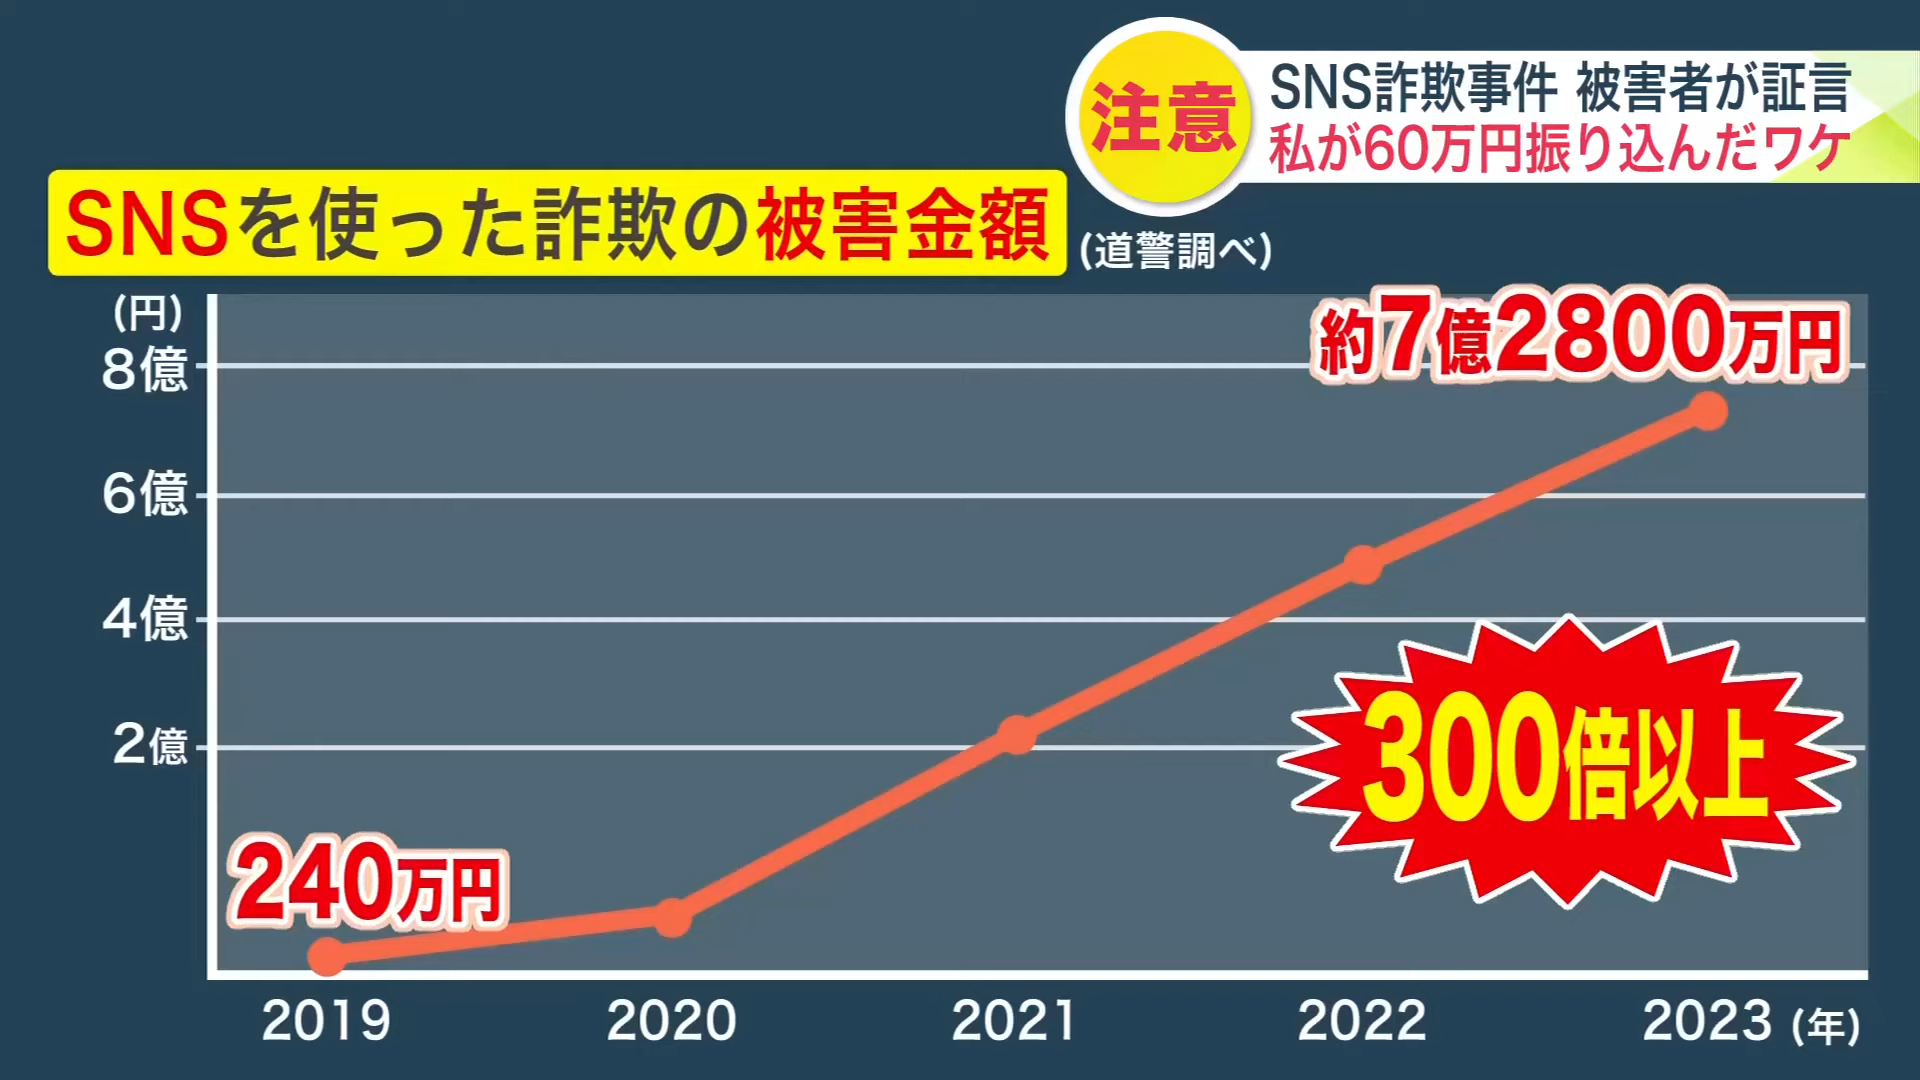 注意
SNS詐欺事件 被害者が証言
私が60万円振り込んだワケ
SNSを使った詐欺の被害金額
(道警調べ)
(円)
8億
6億
4億
2億
240万円
約7億2800万円
300倍以上
2019 2020 2021 2022 2023 (年)